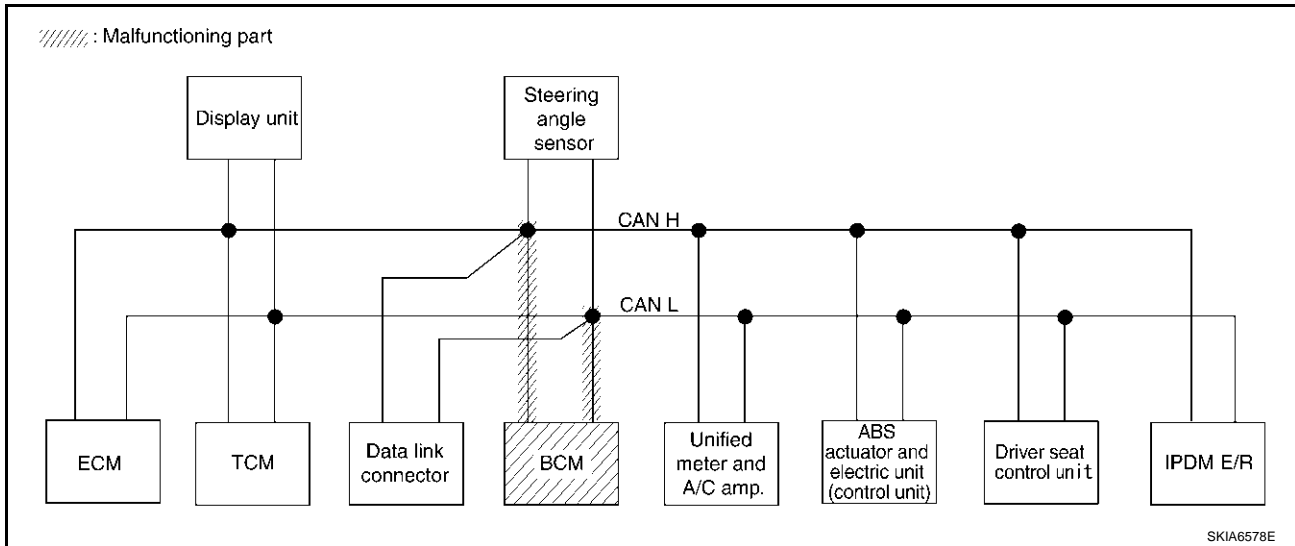 : Malfunctioning part
Display unit
Steering
angle
sensor
CAN H
CAN L
ECM
TCM
Data link
connector
BCM
Unified
meter and
A/C amp.
ABS
actuator and
electric unit
(control unit)
Driver seat
control unit
IPDM E/R
SKIA6578E